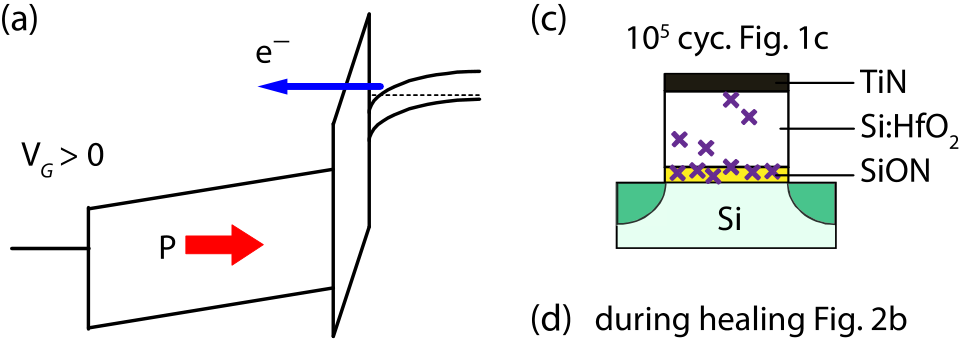 (a)
e⁻
V_G > 0
P
(c)
10⁵ cyc. Fig. 1c
TiN
Si:HfO₂
SiON
Si
(d) during healing Fig. 2b